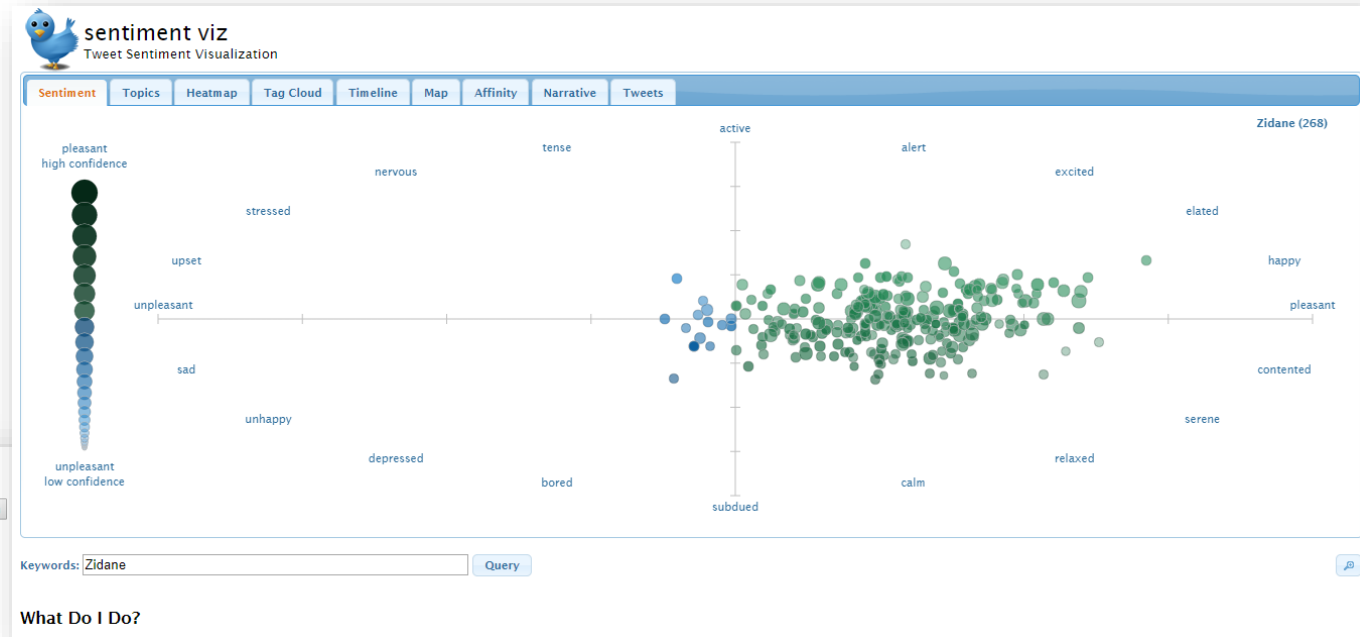 sentiment viz
Tweet Sentiment Visualization
Sentiment Topics Heatmap Tag Cloud Timeline Map Affinity Narrative Tweets
Zidane (268)
pleasant
high confidence
active
tense
alert
nervous
excited
stressed
elated
upset
happy
unpleasant
pleasant
sad
contented
unhappy
serene
depressed
relaxed
bored
calm
subdued
unpleasant
low confidence
Keywords: Zidane Query
What Do I Do?